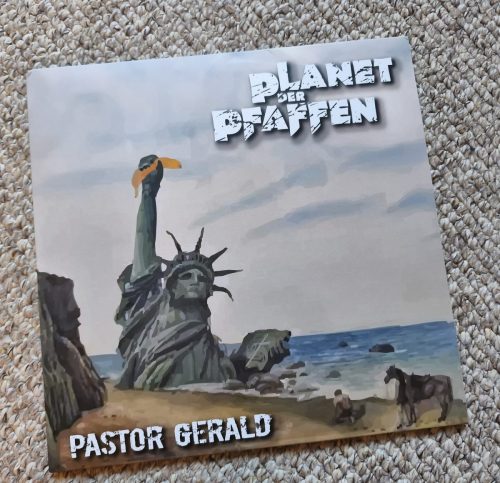 PLANET
DER
PFAFFEN
PASTOR GERALD